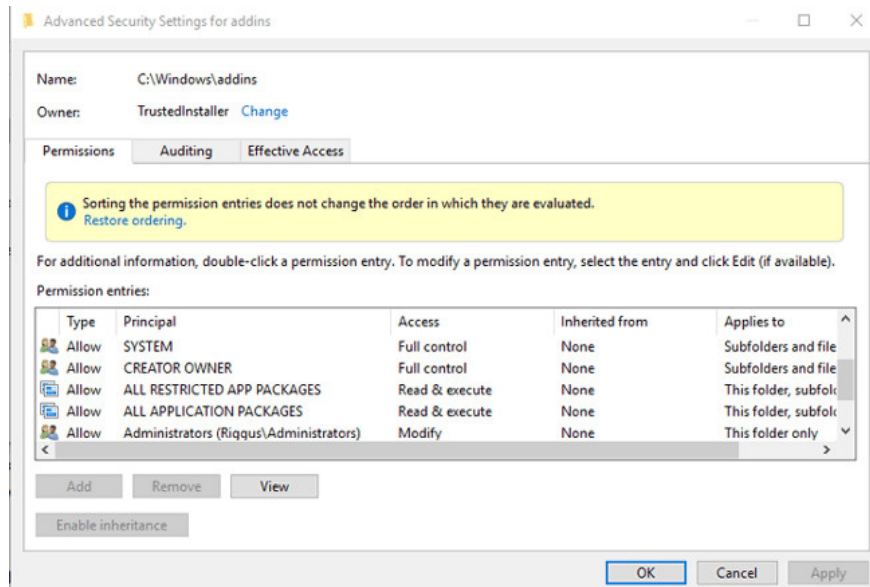 Advanced Security Settings for addins
Name: C:\Windows\addins
Owner: TrustedInstaller Change
Permissions Auditing Effective Access
Sorting the permission entries does not change the order in which they are evaluated.
Restore ordering.
For additional information, double-click a permission entry. To modify a permission entry, select the entry and click Edit (if available).
Permission entries:
Type Principal Access Inherited from Applies to
Allow SYSTEM Full control None Subfolders and file
Allow CREATOR OWNER Full control None Subfolders and file
Allow ALL RESTRICTED APP PACKAGES Read & execute None This folder, subfol
Allow ALL APPLICATION PACKAGES Read & execute None This folder, subfol
Allow Administrators (Riggus\Administrators) Modify None This folder only
Add Remove View
Enable inheritance
OK Cancel Apply